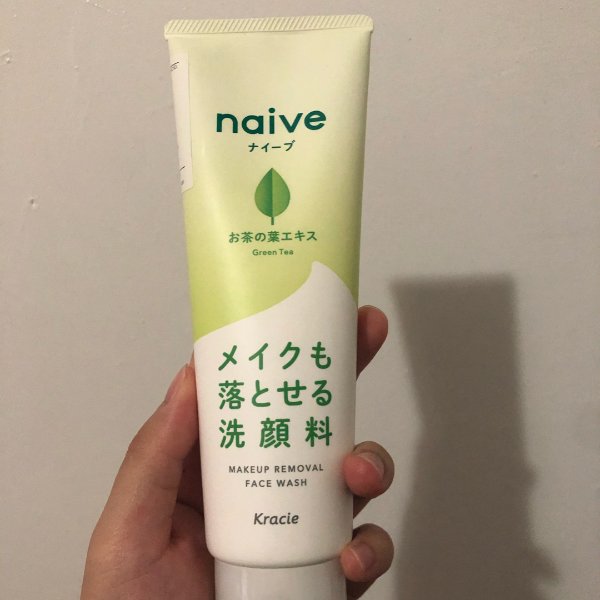 naive
ナイーブ
お茶の葉エキス
Green Tea
メイクも
落とせる
洗顔料
MAKEUP REMOVAL
FACE WASH
Kracie